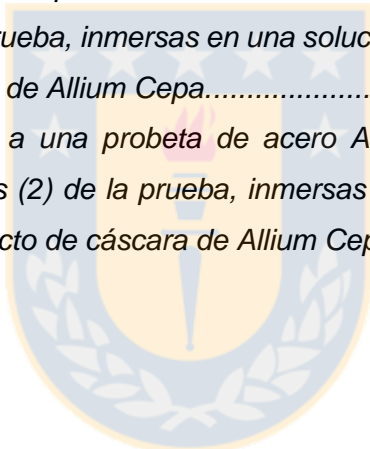 rueba, inmersas en una soluc
de Allium Cepa....................
a una probeta de acero A
s (2) de la prueba, inmersas
cto de cáscara de Allium Cep